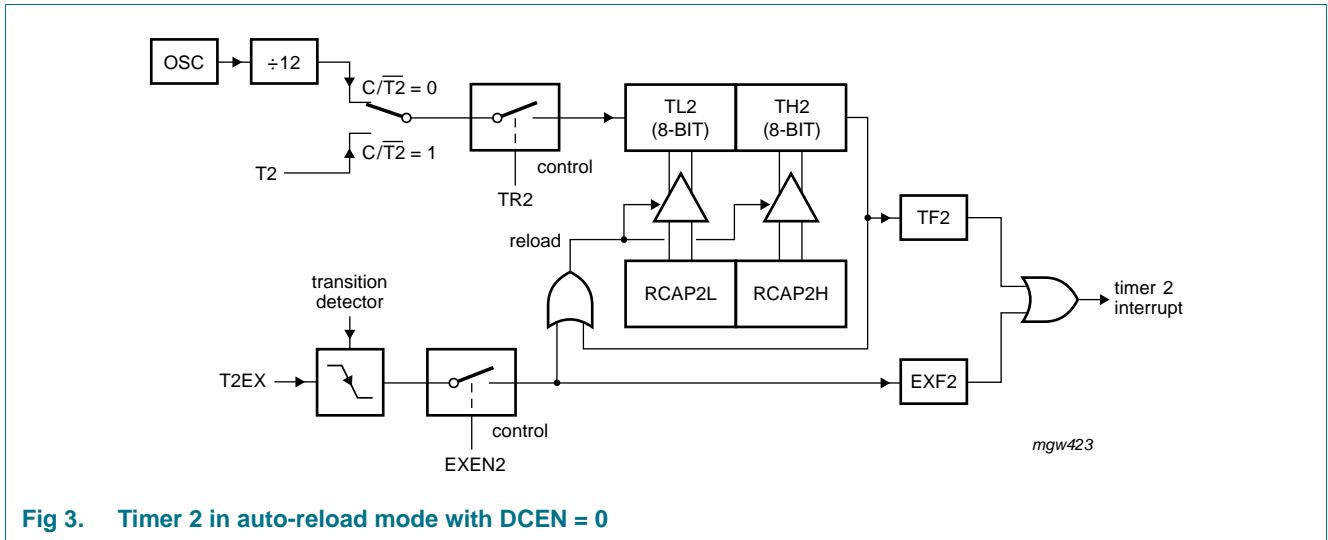 OSC
÷12
C/T2 = 0
C/T2 = 1
T2
control
TR2
TL2
(8-BIT)
TH2
(8-BIT)
reload
RCAP2L
RCAP2H
TF2
timer 2
interrupt
transition
detector
T2EX
control
EXEN2
EXF2
mgw423
Fig 3. Timer 2 in auto-reload mode with DCEN = 0